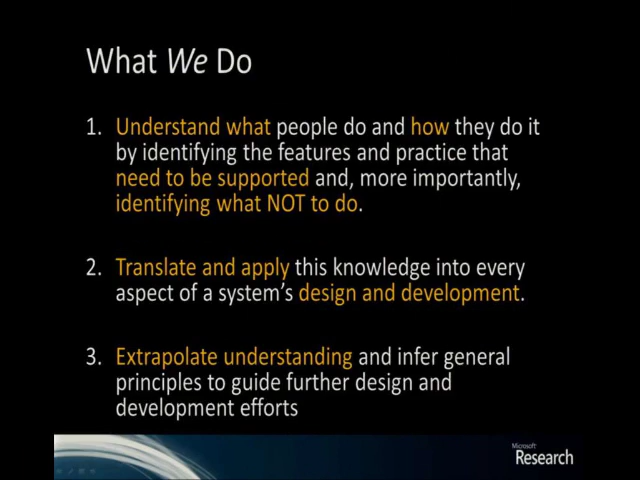 What We Do
1. Understand what people do and how they do it
by identifying the features and practice that
need to be supported and, more importantly,
identifying what NOT to do.
2. Translate and apply this knowledge into every
aspect of a system's design and development.
3. Extrapolate understanding and infer general
principles to guide further design and
development efforts
Microsoft
Research